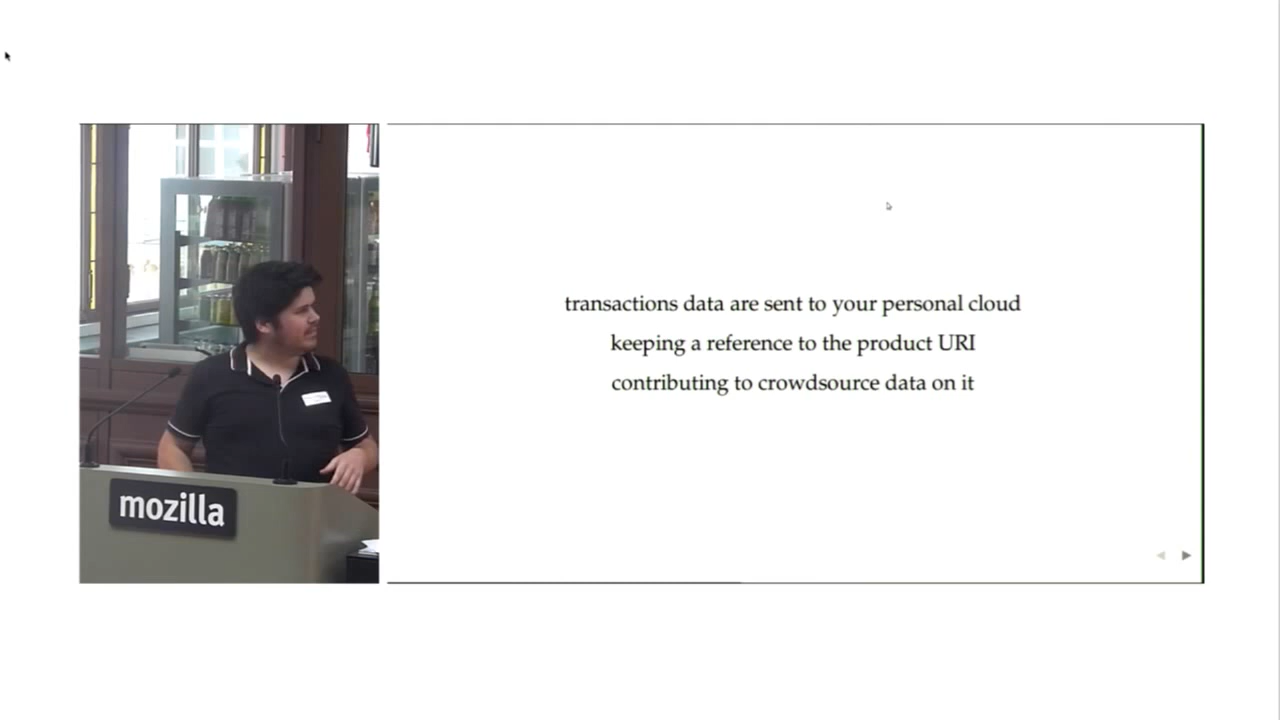 transactions data are sent to your personal cloud
keeping a reference to the product URI
contributing to crowdsource data on it
mozilla